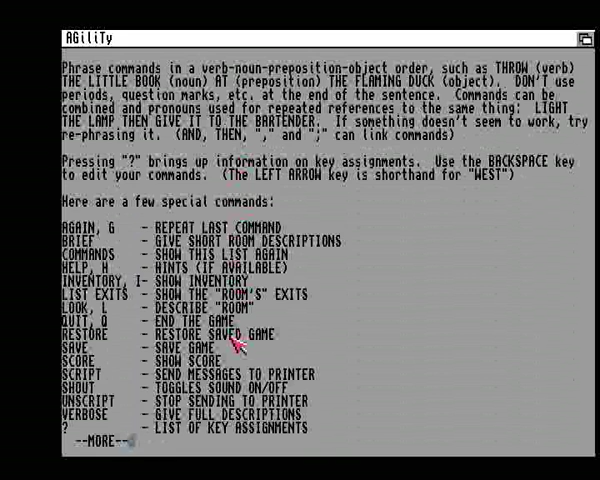 AGiliTy
Phrase commands in a verb-noun-preposition-object order, such as THROW (verb)
THE LITTLE BOOK (noun) AT (preposition) THE FLAMING DUCK (object).  DON'T use
periods, question marks, etc. at the end of the sentence.  Commands can be
combined and pronouns used for repeated references to the same thing:  LIGHT
THE LAMP THEN GIVE IT TO THE BARTENDER.  If something doesn't seem to work, try
re-phrasing it.  (AND, THEN, "," and ";" can link commands)
Pressing "?" brings up information on key assignments.  Use the BACKSPACE key
to edit your commands.  (The LEFT ARROW key is shorthand for "WEST")
Here are a few special commands:
AGAIN, G    - REPEAT LAST COMMAND
BRIEF       - GIVE SHORT ROOM DESCRIPTIONS
COMMANDS    - SHOW THIS LIST AGAIN
HELP, H     - HINTS (IF AVAILABLE)
INVENTORY, I- SHOW INVENTORY
LIST EXITS  - SHOW THE "ROOM'S" EXITS
LOOK, L     - DESCRIBE "ROOM"
QUIT, Q     - END THE GAME
RESTORE     - RESTORE SAVED GAME
SAVE        - SAVE GAME
SCORE       - SHOW SCORE
SCRIPT      - SEND MESSAGES TO PRINTER
SHOUT       - TOGGLES SOUND ON/OFF
UNSCRIPT    - STOP SENDING TO PRINTER
VERBOSE     - GIVE FULL DESCRIPTIONS
?           - LIST OF KEY ASSIGNMENTS
--MORE--